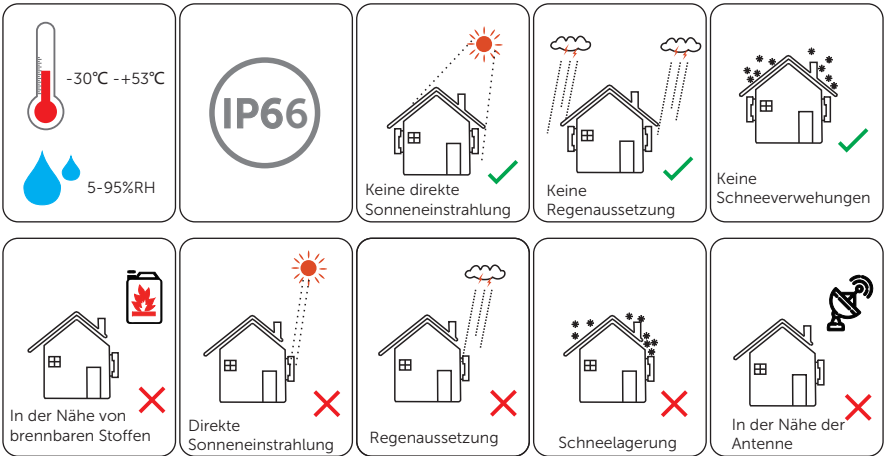 -30℃ -+53℃
5-95%RH
IP66
Keine direkte
Sonneneinstrahlung
Keine
Regenaussetzung
Keine
Schneeverwehungen
In der Nähe von
brennbaren Stoffen
Direkte
Sonneneinstrahlung
Regenaussetzung
Schneelagerung
In der Nähe der
Antenne